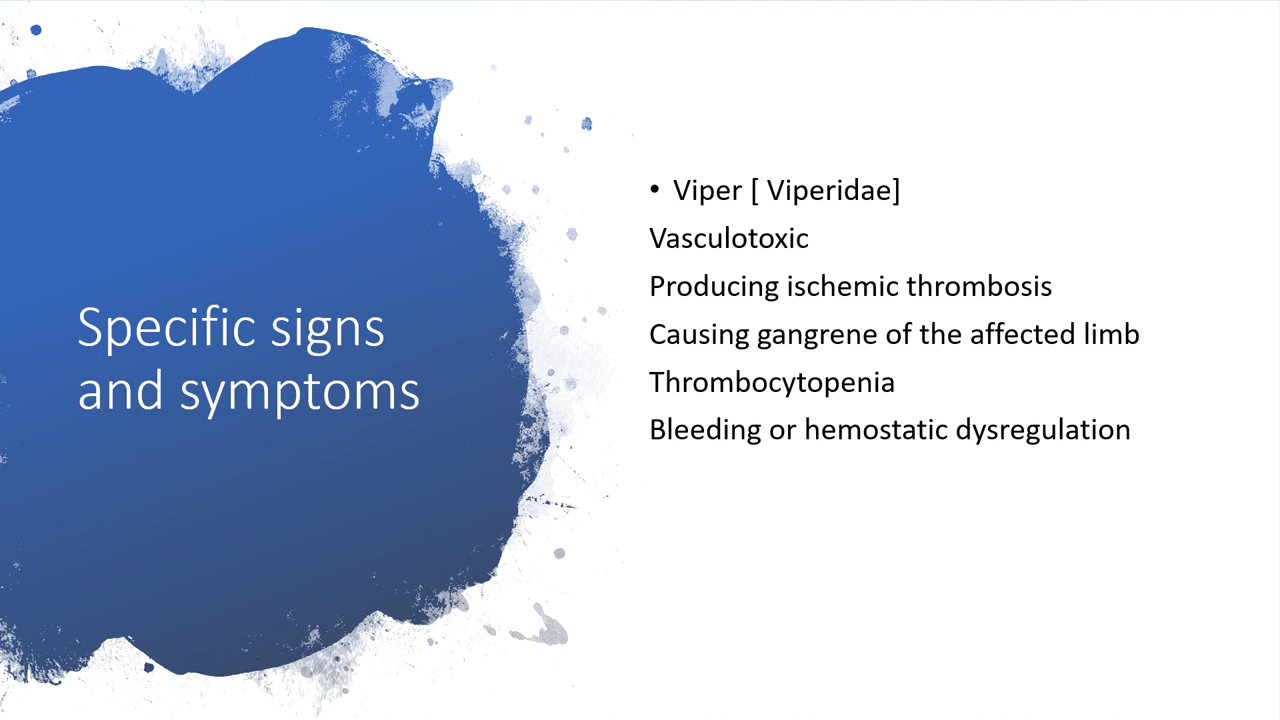 Specific signs
and symptoms
• Viper [ Viperidae]
Vasculotoxic
Producing ischemic thrombosis
Causing gangrene of the affected limb
Thrombocytopenia
Bleeding or hemostatic dysregulation